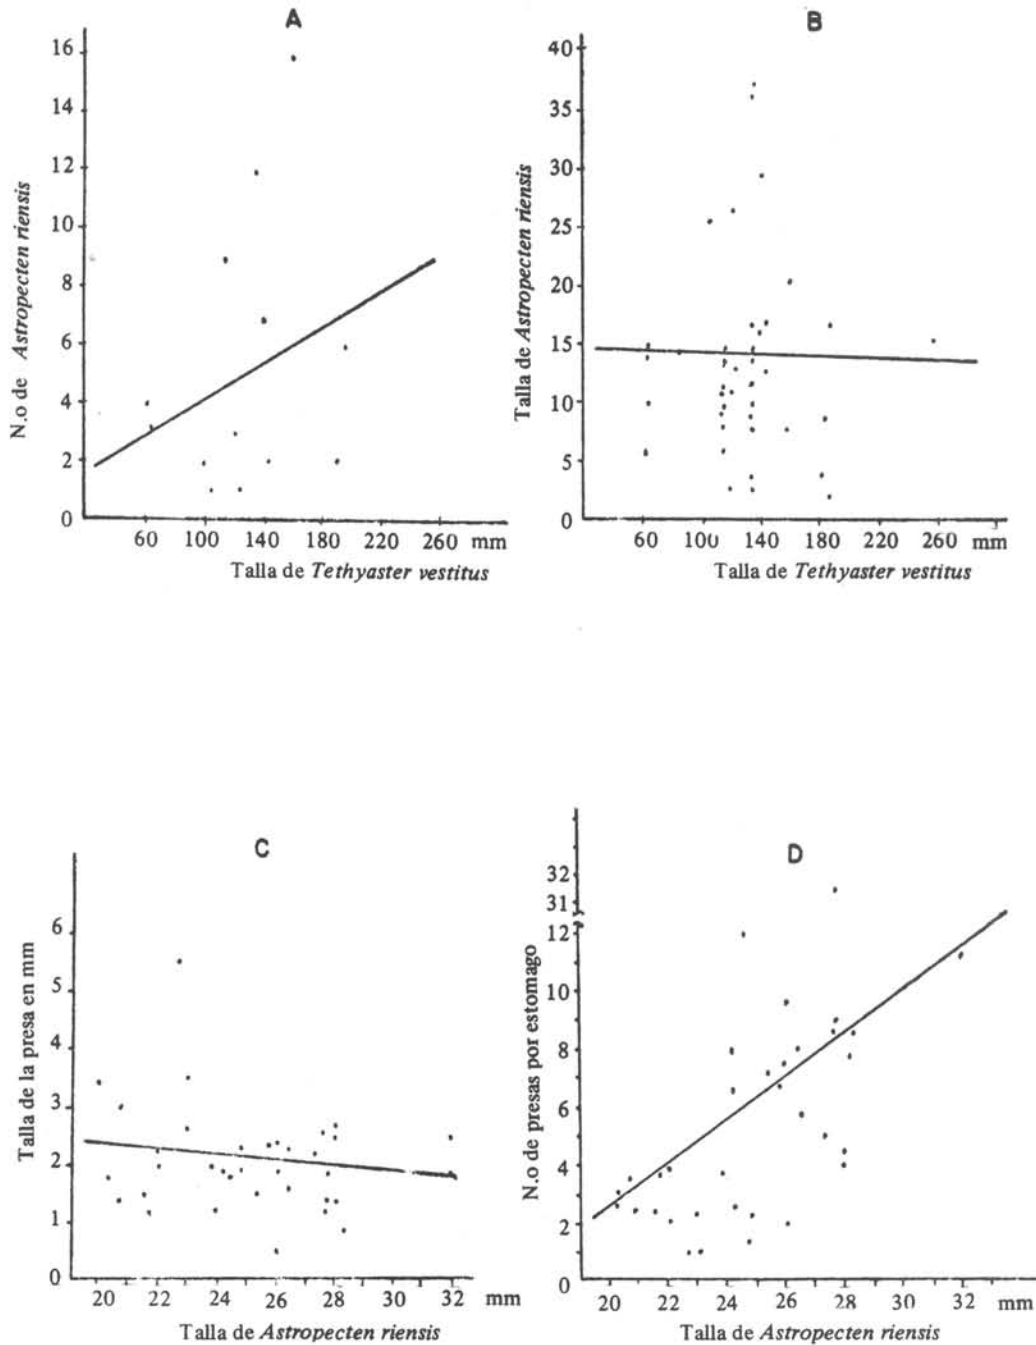 A
16
14
12
10
8
6
4
2
0
N.o de Astropecten riensis
60 100 140 180 220 260 mm
Talla de Tethyaster vestitus
B
40
35
30
25
20
15
10
5
0
Talla de Astropecten riensis
60 100 140 180 220 260 mm
Talla de Tethyaster vestitus
C
6
5
4
3
2
1
0
Talla de la presa en mm
20 22 24 26 28 30 32 mm
Talla de Astropecten riensis
D
32
31
12
10
8
6
4
2
0
N.o de presas por estomago
20 22 24 26 28 30 32 mm
Talla de Astropecten riensis